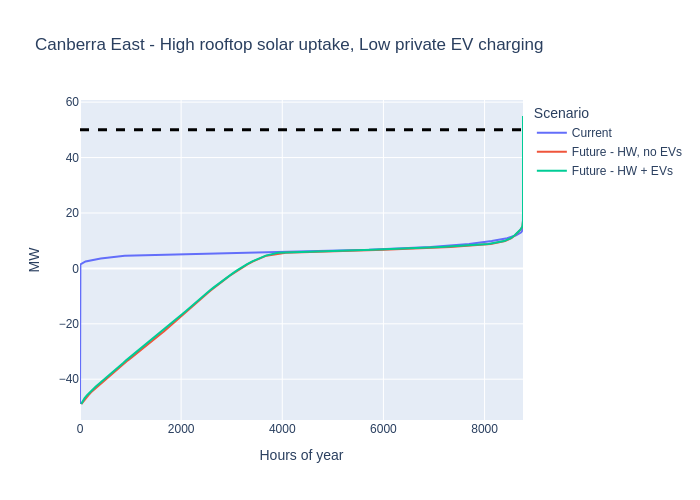 Canberra East - High rooftop solar uptake, Low private EV charging
60
40
20
0
−20
−40
MW
0
2000
4000
6000
8000
Hours of year
Scenario
Current
Future - HW, no EVs
Future - HW + EVs